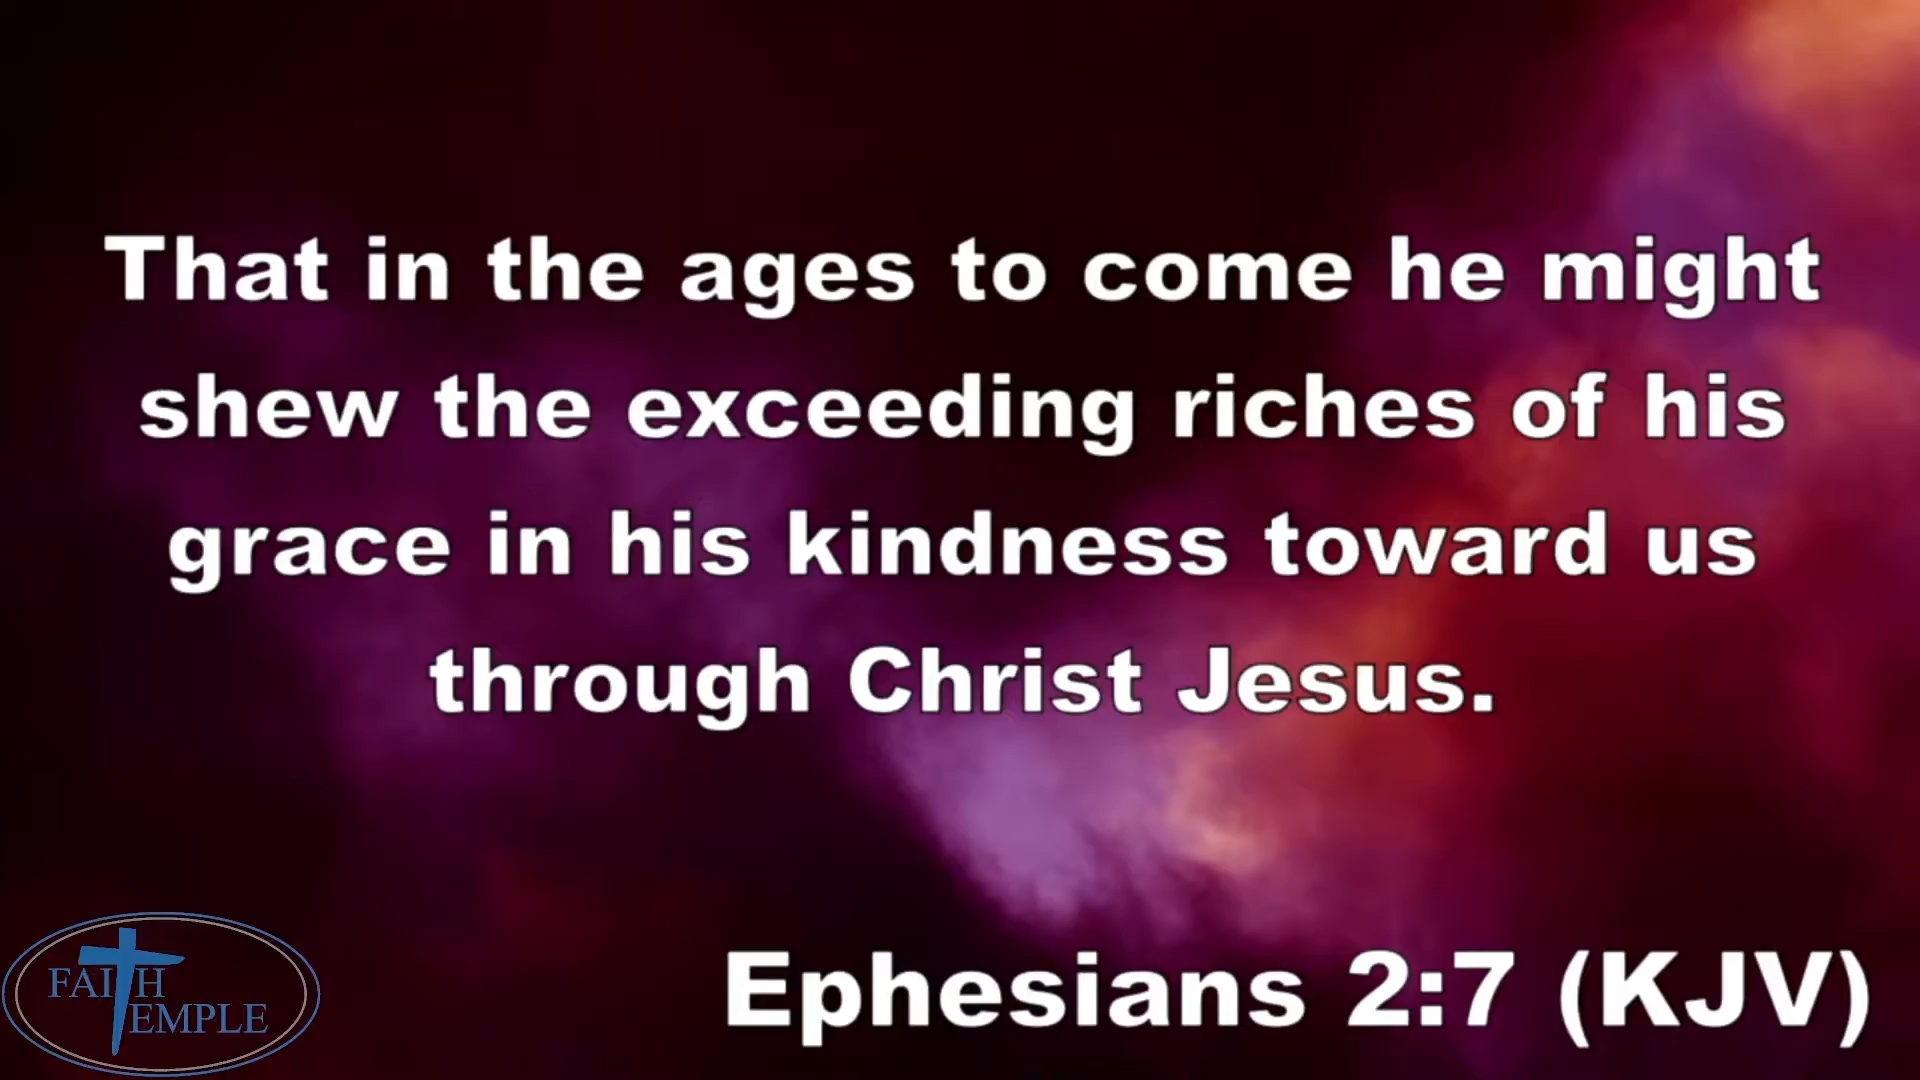 That in the ages to come he might
shew the exceeding riches of his
grace in his kindness toward us
through Christ Jesus.
Ephesians 2:7 (KJV)
FAITH
TEMPLE